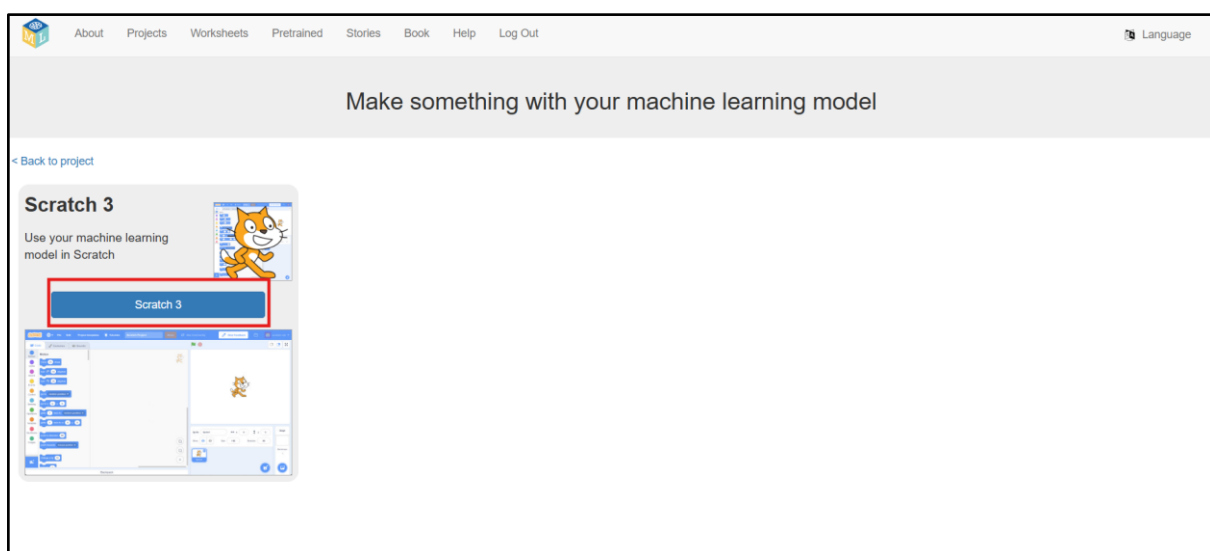 About Projects Worksheets Pretrained Stories Book Help Log Out Language
Make something with your machine learning model
< Back to project
Scratch 3
Use your machine learning
model in Scratch
Scratch 3